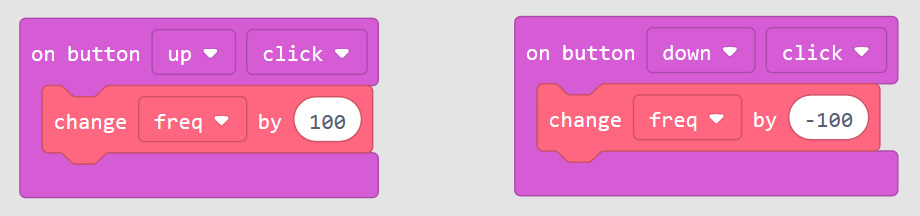 on button up click
change freq by 100
on button down click
change freq by -100